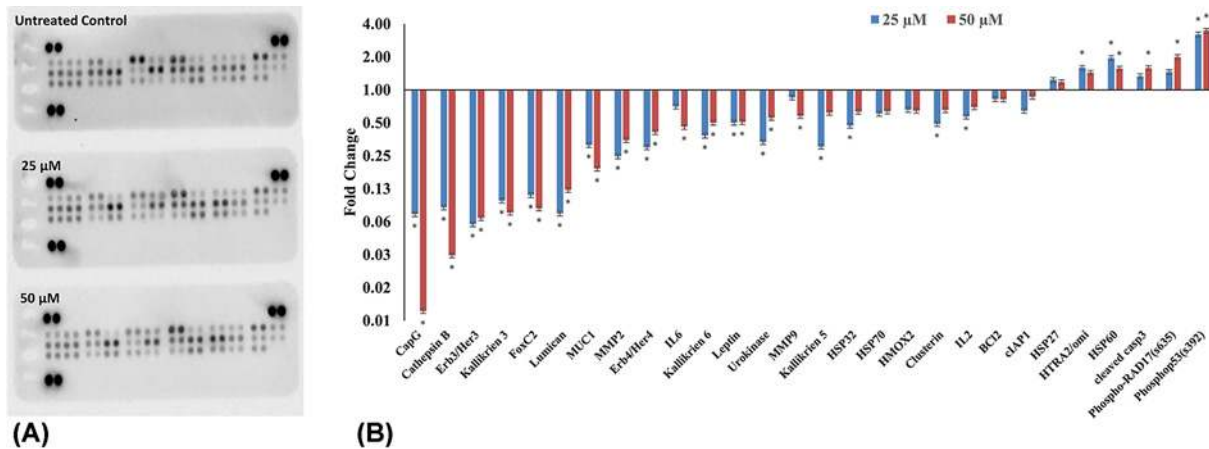 Untreated Control
25 µM
50 µM
(A)
B)
25 µM
50 µM
Fold Change
4.00
2.00
1.00
0.50
0.25
0.13
0.06
0.03
0.02
0.01
CapG
Cathepsin B
Erb3/Her3
Kallikrien 3
FoxC2
Lumican
MUC1
MMP2
Erb4/Her4
IL6
Kallikrien 6
Leptin
Urokinase
MMP9
Kallikrien 5
HSP32
HSP70
HMOX2
Clusterin
IL2
BCl2
cIAP1
HSP27
HTRA2/omi
HSP60
cleaved casp3
Phospho-RAD17(s635)
Phosphop53(s392)
(B)